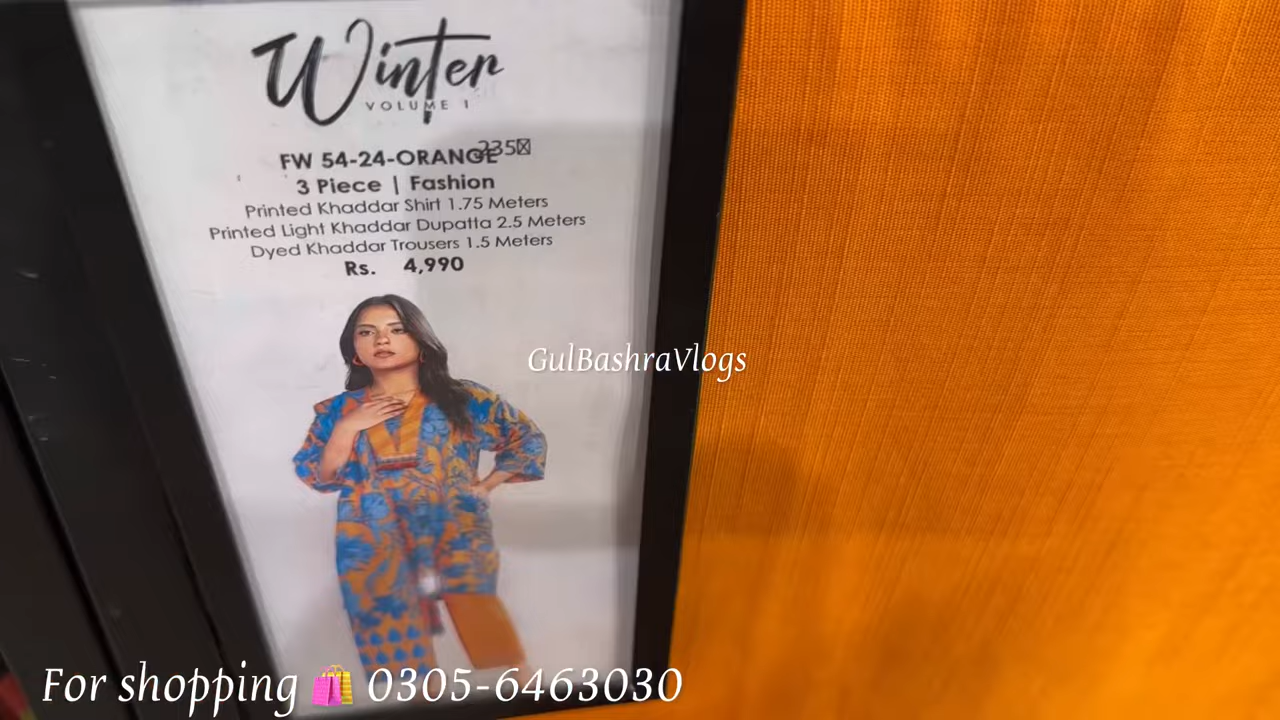 Winter
VOLUME 1
FW 54-24-ORANGE
235
3 Piece | Fashion
Printed Khaddar Shirt 1.75 Meters
Printed Light Khaddar Dupatta 2.5 Meters
Dyed Khaddar Trousers 1.5 Meters
Rs. 4,990
GulBashraVlogs
For shopping 🛍️ 0305-6463030